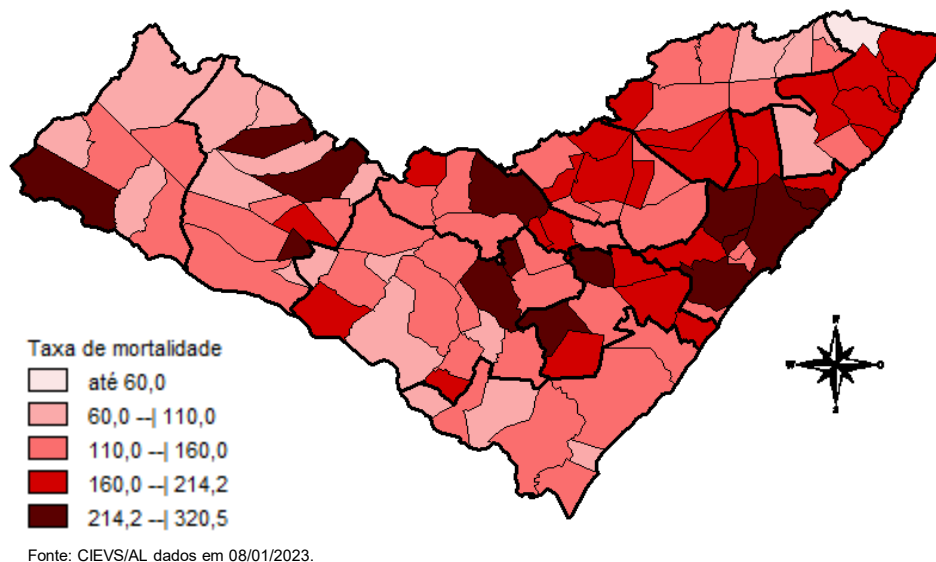 Taxa de mortalidade
até 60,0
60,0 --| 110,0
110,0 --| 160,0
160,0 --| 214,2
214,2 --| 320,5
Fonte: CIEVS/AL dados em 08/01/2023.